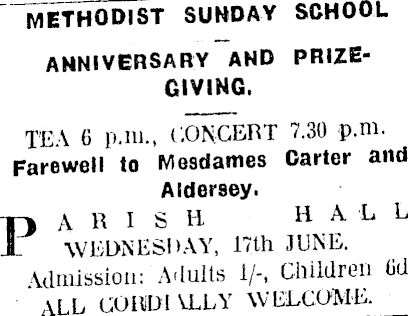 METHODIST SUNDAY SCHOOL
ANNIVERSARY AND PRIZE-
GIVING.
TEA 6 p.m., CONCERT 7.30 p.m.
Farewell to Mesdames Carter and
Aldersey.
PARISH HALL
WEDNESDAY, 17th JUNE.
Admission: Adults 1/-, Children 6d
ALL CORDIALLY WELCOME.